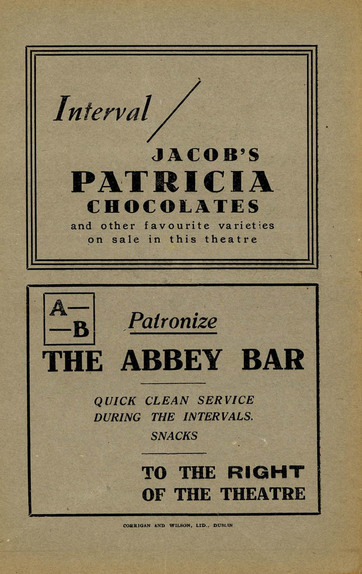 Interval /
JACOB'S
PATRICIA
CHOCOLATES
and other favourite varieties
on sale in this theatre
A—
—B
Patronize
THE ABBEY BAR
QUICK CLEAN SERVICE
DURING THE INTERVALS.
SNACKS
TO THE RIGHT
OF THE THEATRE
CORRIGAN AND WILSON, LTD., DUBLIN